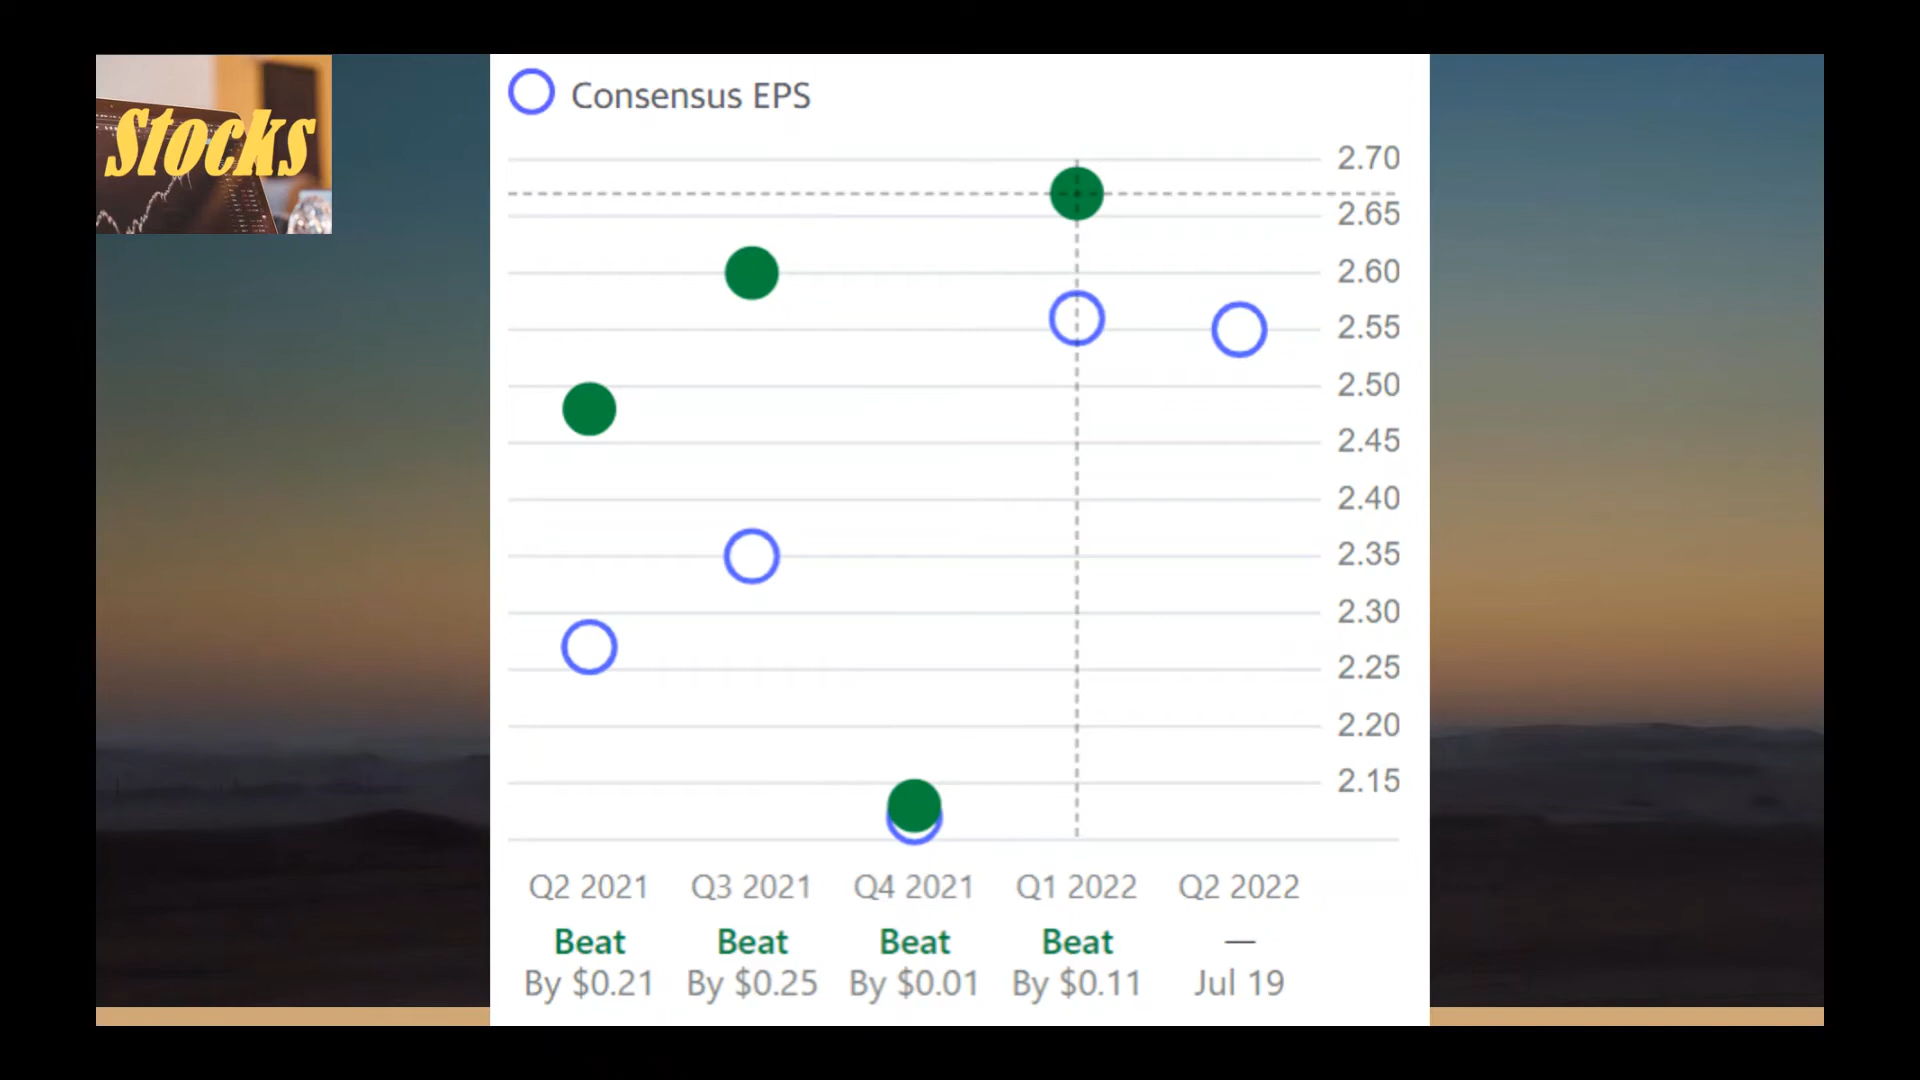 Stocks
Consensus EPS
2.70
2.65
2.60
2.55
2.50
2.45
2.40
2.35
2.30
2.25
2.20
2.15
Q2 2021 Q3 2021 Q4 2021 Q1 2022 Q2 2022
Beat Beat Beat Beat —
By $0.21 By $0.25 By $0.01 By $0.11 Jul 19